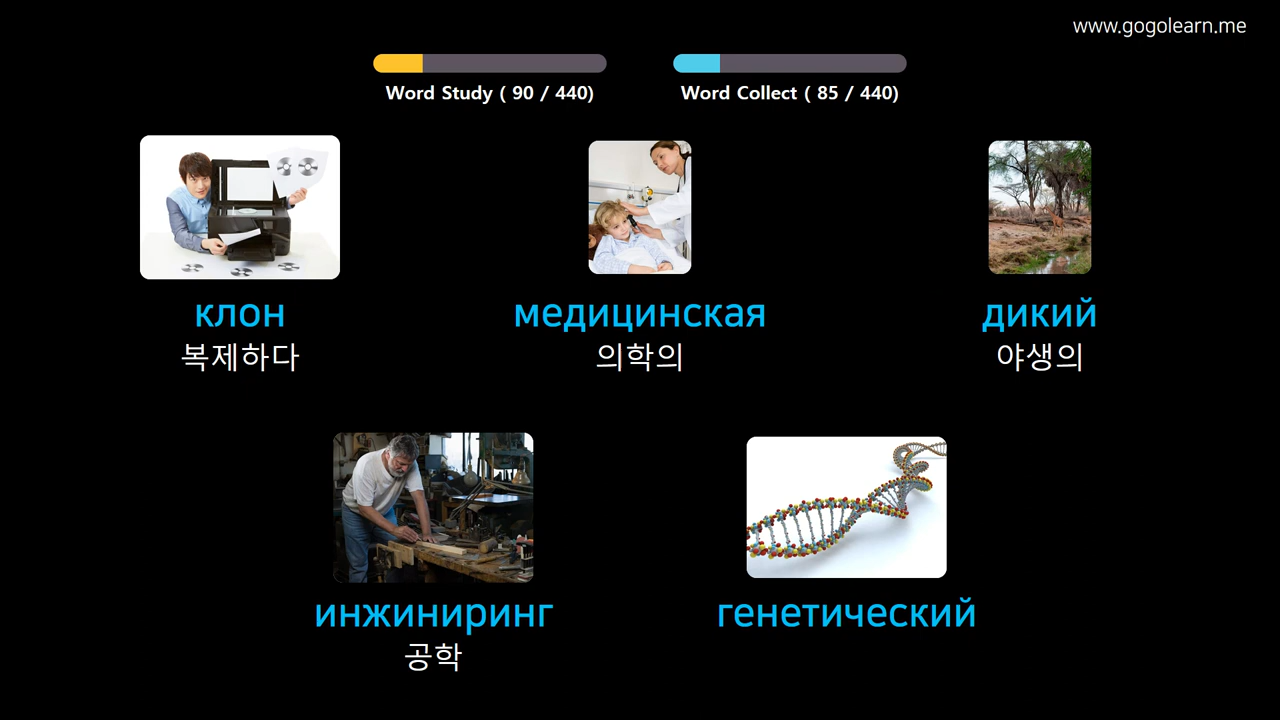 www.gogolearn.me
Word Study ( 90 / 440)
Word Collect ( 85 / 440)
клон
복제하다
медицинская
의학의
дикий
야생의
инжиниринг
공학
генетический